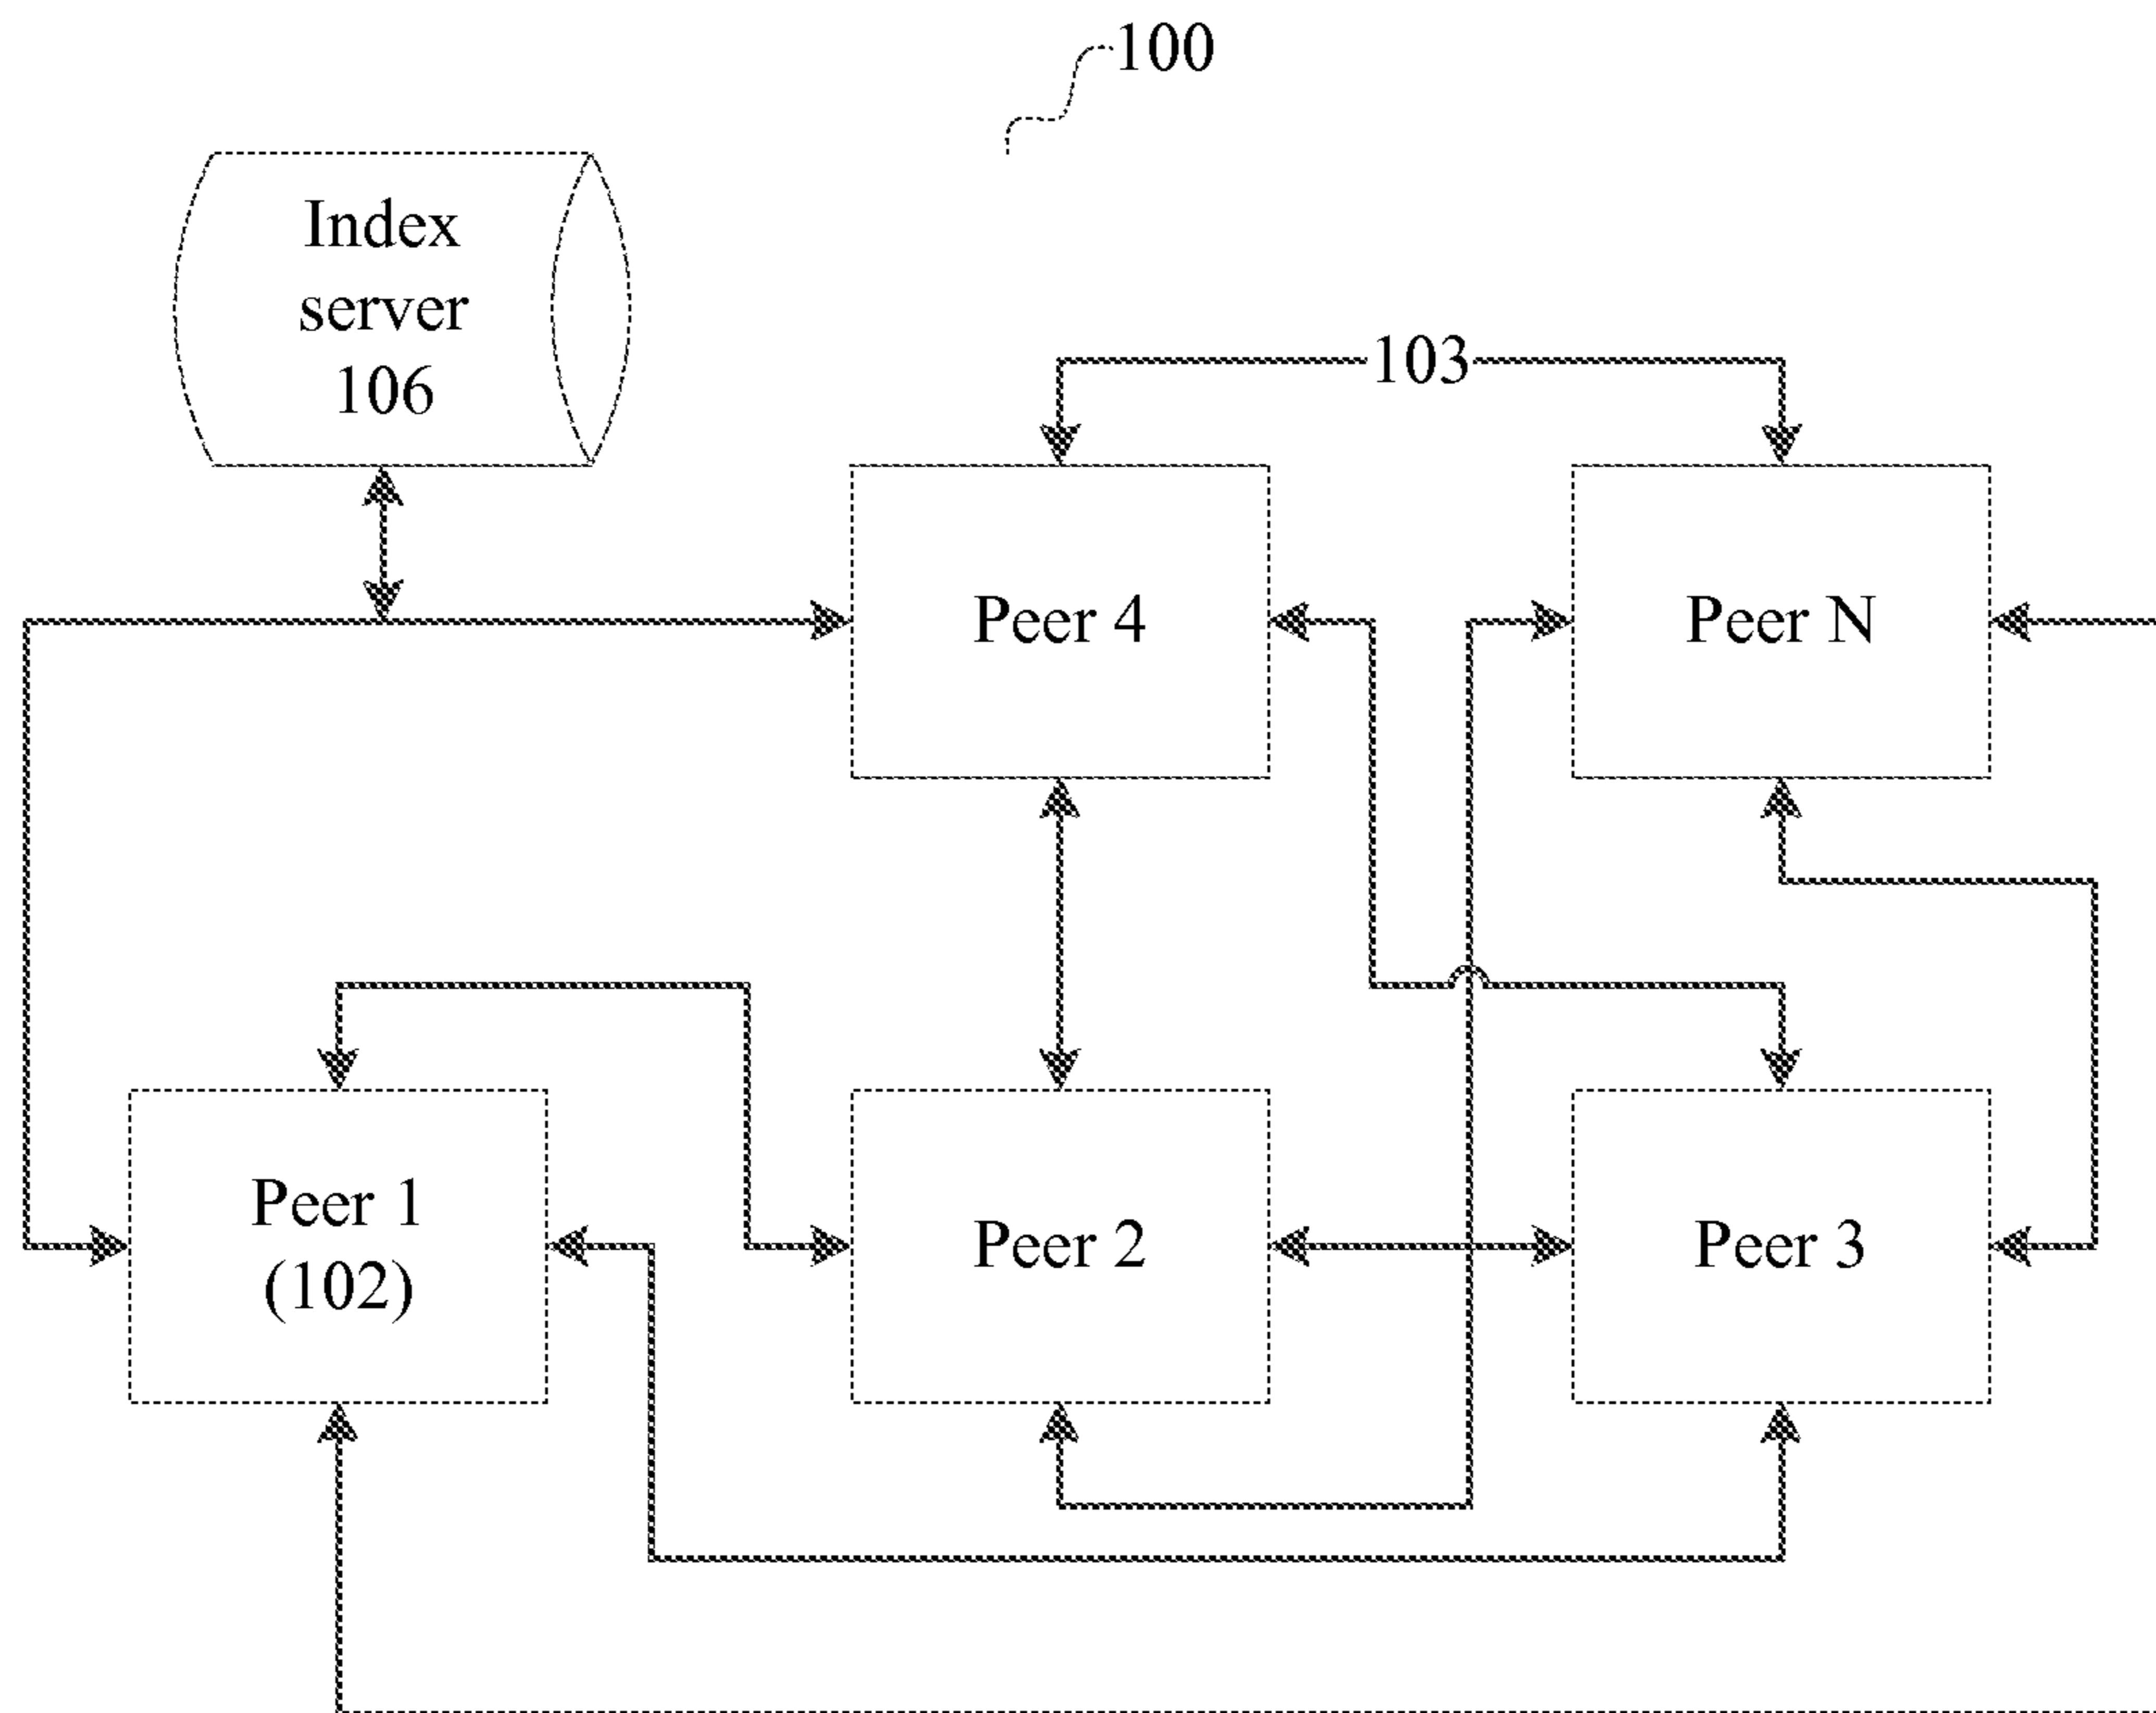 100
Index
server
106
103
Peer 4
Peer N
Peer 1
(102)
Peer 2
Peer 3